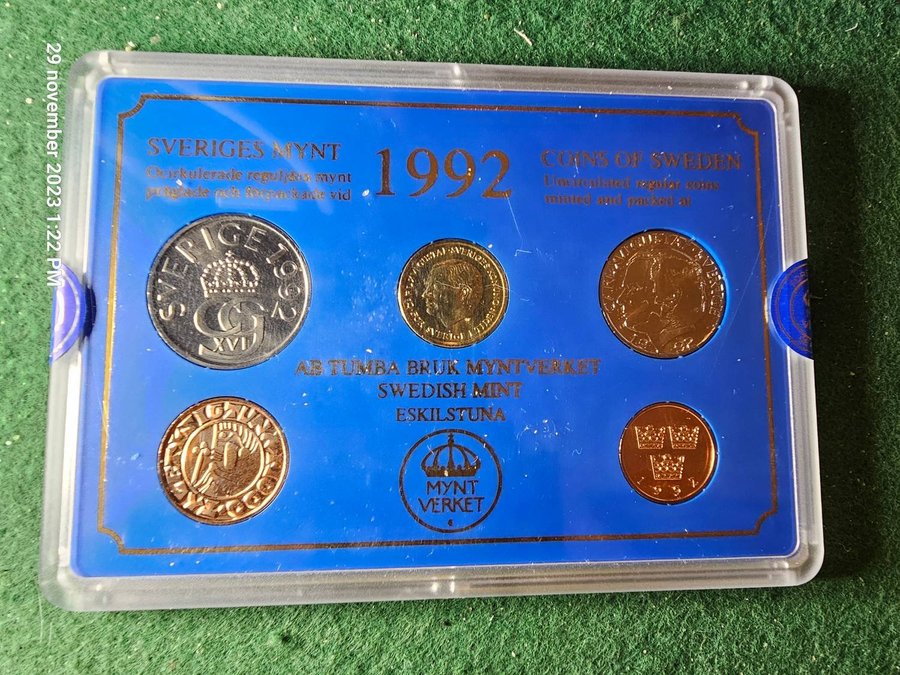 29 november 2023 1:22 PM
SVERIGES MYNT
Ocirkulerade reguljära mynt
präglade och förpackade vid
1992
COINS OF SWEDEN
Uncirculated regular coins
minted and packed at
SVERIGE 1992
CG
XVI
AB TUMBA BRUK MYNTVERKET
SWEDISH MINT
ESKILSTUNA
MYNT
VERKET
e
1992